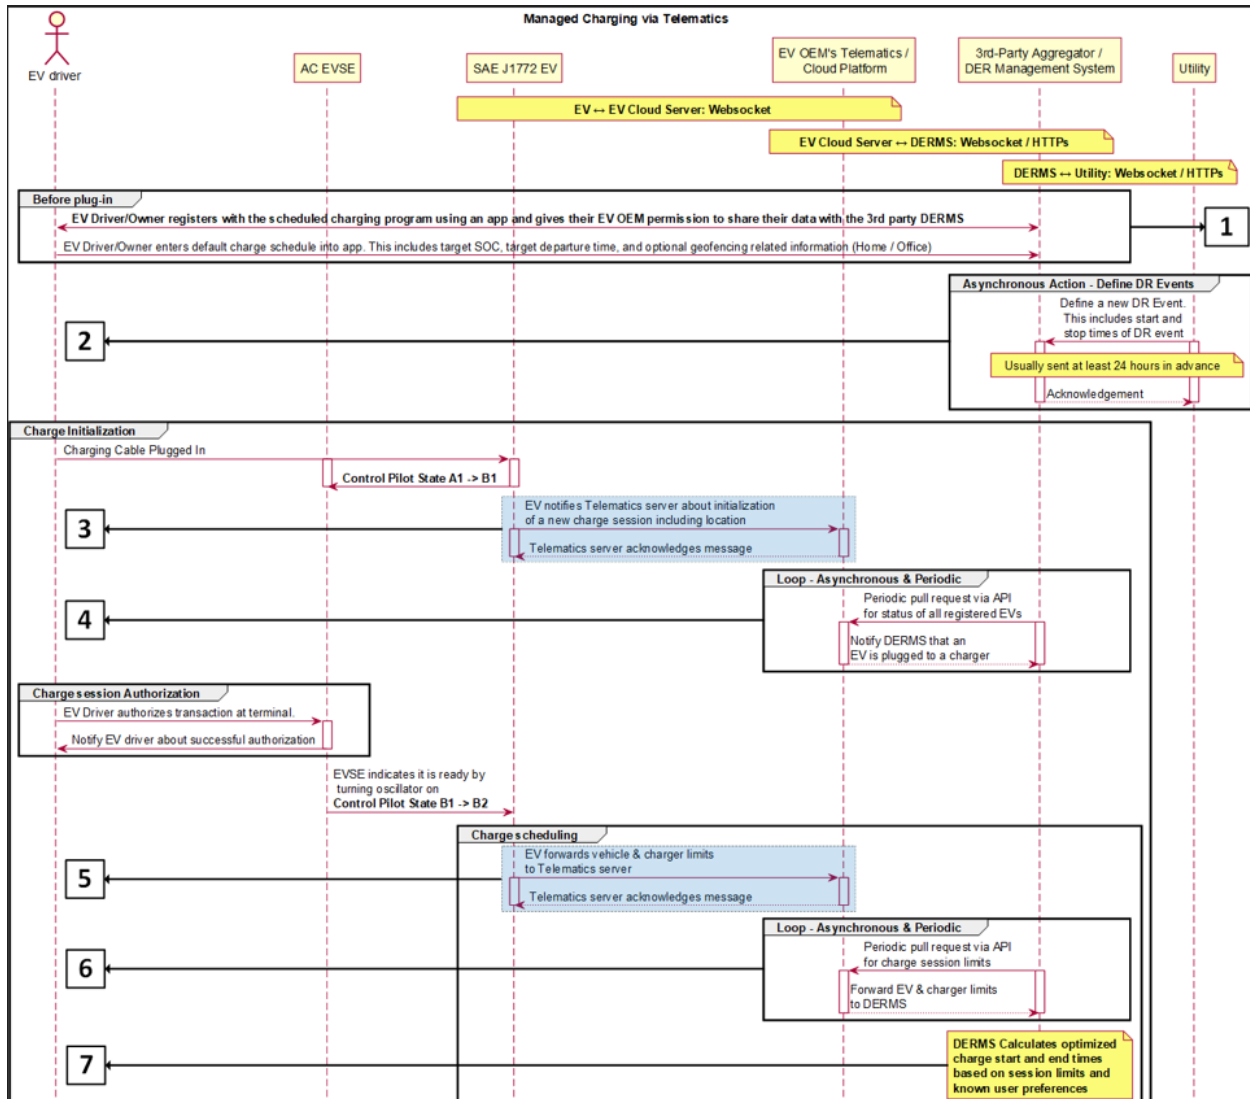 Managed Charging via Telematics
EV driver
AC EVSE
SAE J1772 EV
EV OEM's Telematics /
Cloud Platform
3rd-Party Aggregator /
DER Management System
Utility
EV ↔ EV Cloud Server: Websocket
EV Cloud Server ↔ DERMS: Websocket / HTTPs
DERMS ↔ Utility: Websocket / HTTPs
Before plug-in
EV Driver/Owner registers with the scheduled charging program using an app and gives their EV OEM permission to share their data with the 3rd party DERMS
1
EV Driver/Owner enters default charge schedule into app. This includes target SOC, target departure time, and optional geofencing related information (Home / Office)
Asynchronous Action - Define DR Events
Define a new DR Event.
This includes start and
stop times of DR event
2
Usually sent at least 24 hours in advance
Acknowledgement
Charge Initialization
Charging Cable Plugged In
Control Pilot State A1 -> B1
EV notifies Telematics server about initialization
of a new charge session including location
3
Telematics server acknowledges message
Loop - Asynchronous & Periodic
Periodic pull request via API
for status of all registered EVs
4
Notify DERMS that an
EV is plugged to a charger
Charge session Authorization
EV Driver authorizes transaction at terminal.
Notify EV driver about successful authorization
EVSE indicates it is ready by
turning oscillator on
Control Pilot State B1 -> B2
Charge scheduling
EV forwards vehicle & charger limits
to Telematics server
5
Telematics server acknowledges message
Loop - Asynchronous & Periodic
Periodic pull request via API
for charge session limits
6
Forward EV & charger limits
to DERMS
7
DERMS Calculates optimized
charge start and end times
based on session limits and
known user preferences